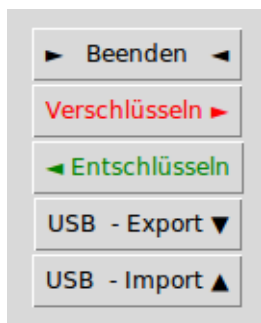 ► Beenden ◄
Verschlüsseln ►
◄ Entschlüsseln
USB - Export ▼
USB - Import ▲